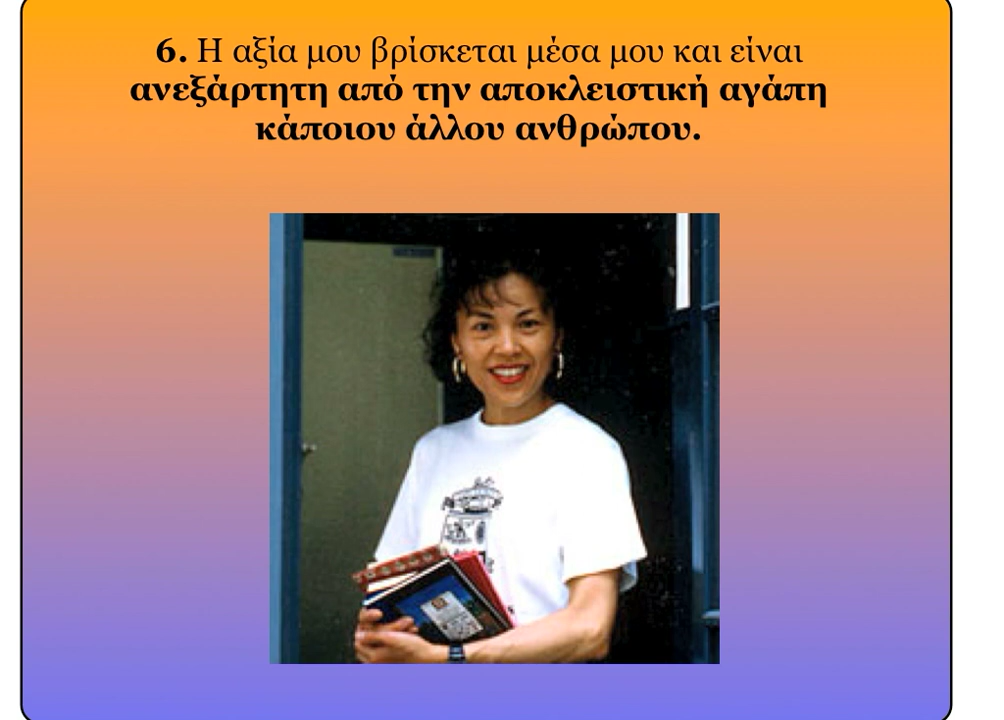 6. Η αξία μου βρίσκεται μέσα μου και είναι
ανεξάρτητη από την αποκλειστική αγάπη
κάποιου άλλου ανθρώπου.